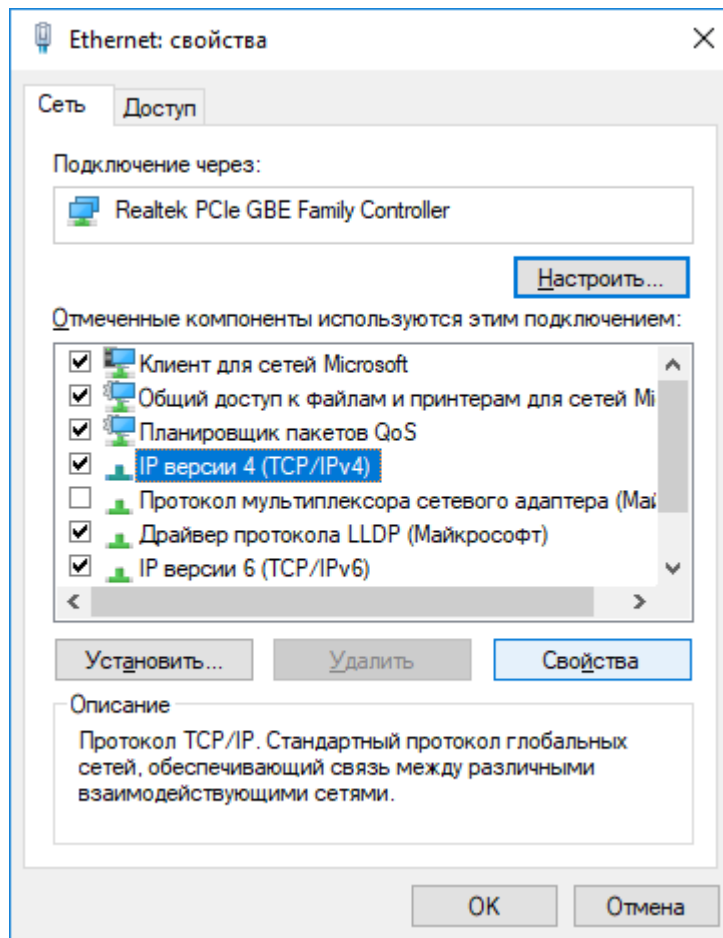 Ethernet: свойства
Сеть
Доступ
Подключение через:
Realtek PCIe GBE Family Controller
Настроить...
Отмеченные компоненты используются этим подключением:
Клиент для сетей Microsoft
Общий доступ к файлам и принтерам для сетей Mi
Планировщик пакетов QoS
IP версии 4 (TCP/IPv4)
Протокол мультиплексора сетевого адаптера (Май
Драйвер протокола LLDP (Майкрософт)
IP версии 6 (TCP/IPv6)
Установить...
Удалить
Свойства
Описание
Протокол TCP/IP. Стандартный протокол глобальных
сетей, обеспечивающий связь между различными
взаимодействующими сетями.
OK
Отмена